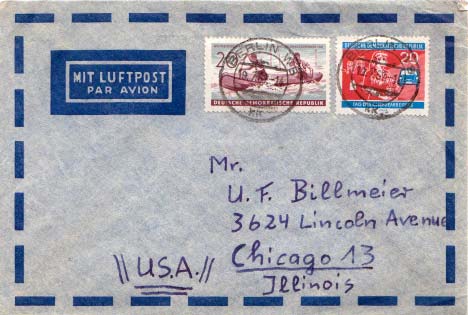 MIT LUFTPOST
PAR AVION
BERLIN
20
DEUTSCHE DEMOKRATISCHE REPUBLIK
DEUTSCHE DEMOKRATISCHE REPUBLIK
20
Mr.
U. F. Billmeier
3624 Lincoln Avenue
//U.S.A.//
Chicago 13
Illinois